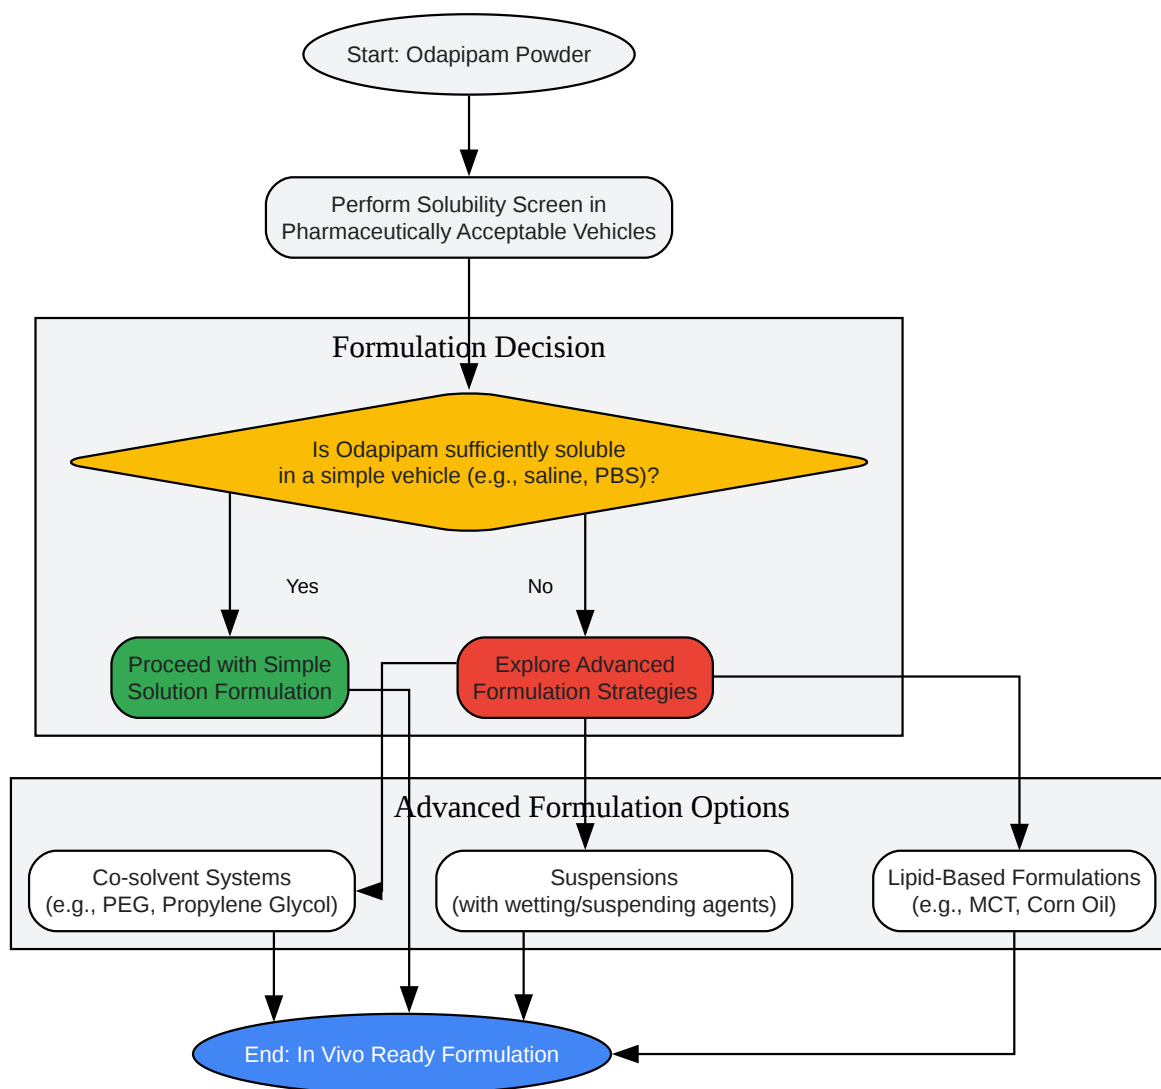 Start: Odapipam Powder
Perform Solubility Screen in
Pharmaceutically Acceptable Vehicles
Formulation Decision
Is Odapipam sufficiently soluble
in a simple vehicle (e.g., saline, PBS)?
Yes
No
Proceed with Simple
Solution Formulation
Explore Advanced
Formulation Strategies
Advanced Formulation Options
Co-solvent Systems
(e.g., PEG, Propylene Glycol)
Suspensions
(with wetting/suspending agents)
Lipid-Based Formulations
(e.g., MCT, Corn Oil)
End: In Vivo Ready Formulation